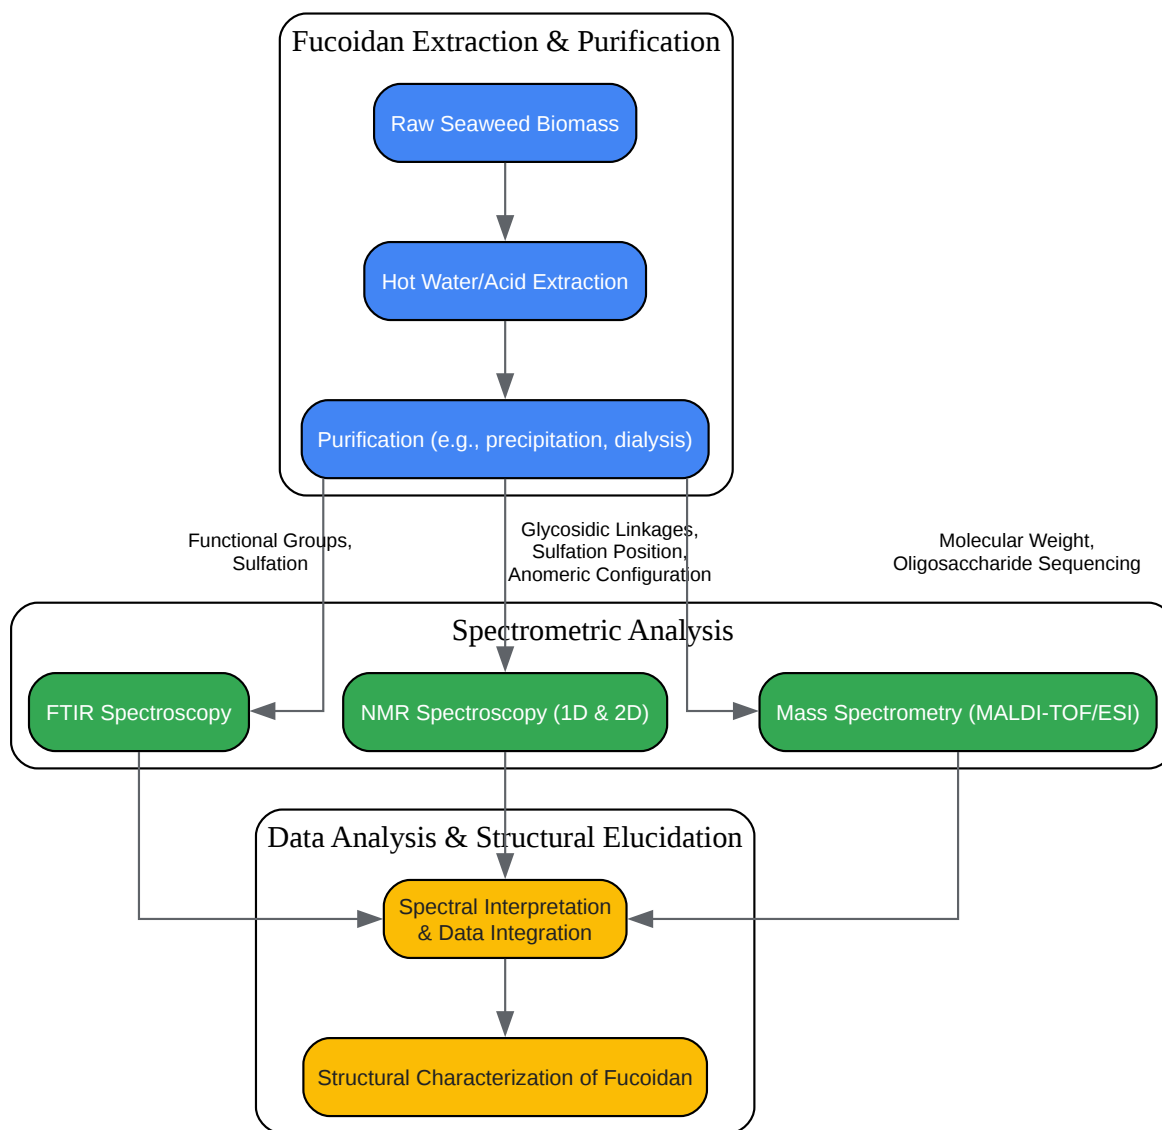 Fucoidan Extraction & Purification
Raw Seaweed Biomass
Hot Water/Acid Extraction
Purification (e.g., precipitation, dialysis)
Functional Groups,
Sulfation
Glycosidic Linkages,
Sulfation Position,
Anomeric Configuration
Molecular Weight,
Oligosaccharide Sequencing
Spectrometric Analysis
FTIR Spectroscopy
NMR Spectroscopy (1D & 2D)
Mass Spectrometry (MALDI-TOF/ESI)
Data Analysis & Structural Elucidation
Spectral Interpretation
& Data Integration
Structural Characterization of Fucoidan